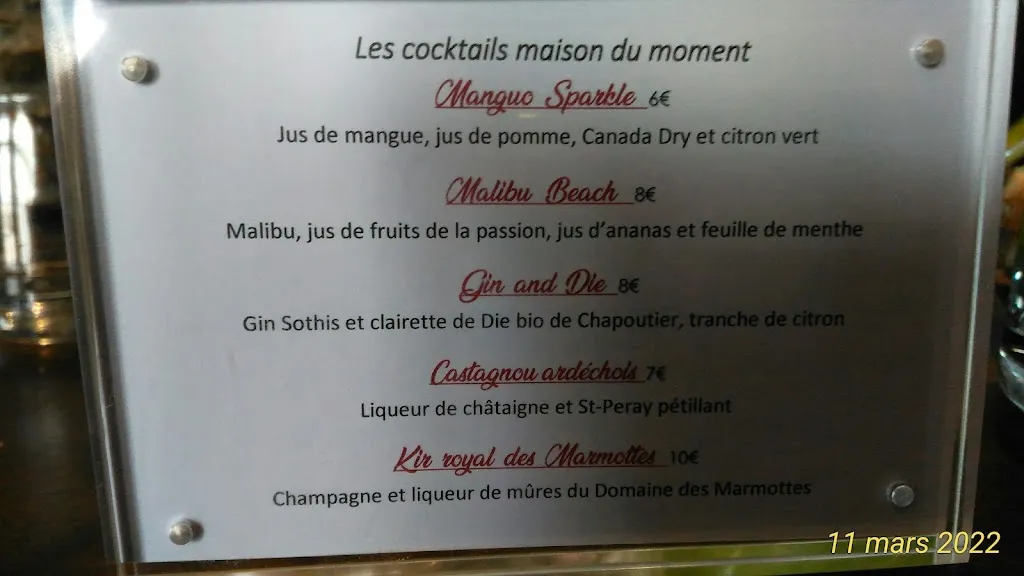 Les cocktails maison du moment
Manguo Sparkle 6€
Jus de mangue, jus de pomme, Canada Dry et citron vert
Malibu Beach 8€
Malibu, jus de fruits de la passion, jus d'ananas et feuille de menthe
Gin and Die 8€
Gin Sothis et clairette de Die bio de Chapoutier, tranche de citron
Castagnou ardéchois 7€
Liqueur de châtaigne et St-Peray pétillant
Kir royal des Marmottes 10€
Champagne et liqueur de mûres du Domaine des Marmottes
11 mars 2022